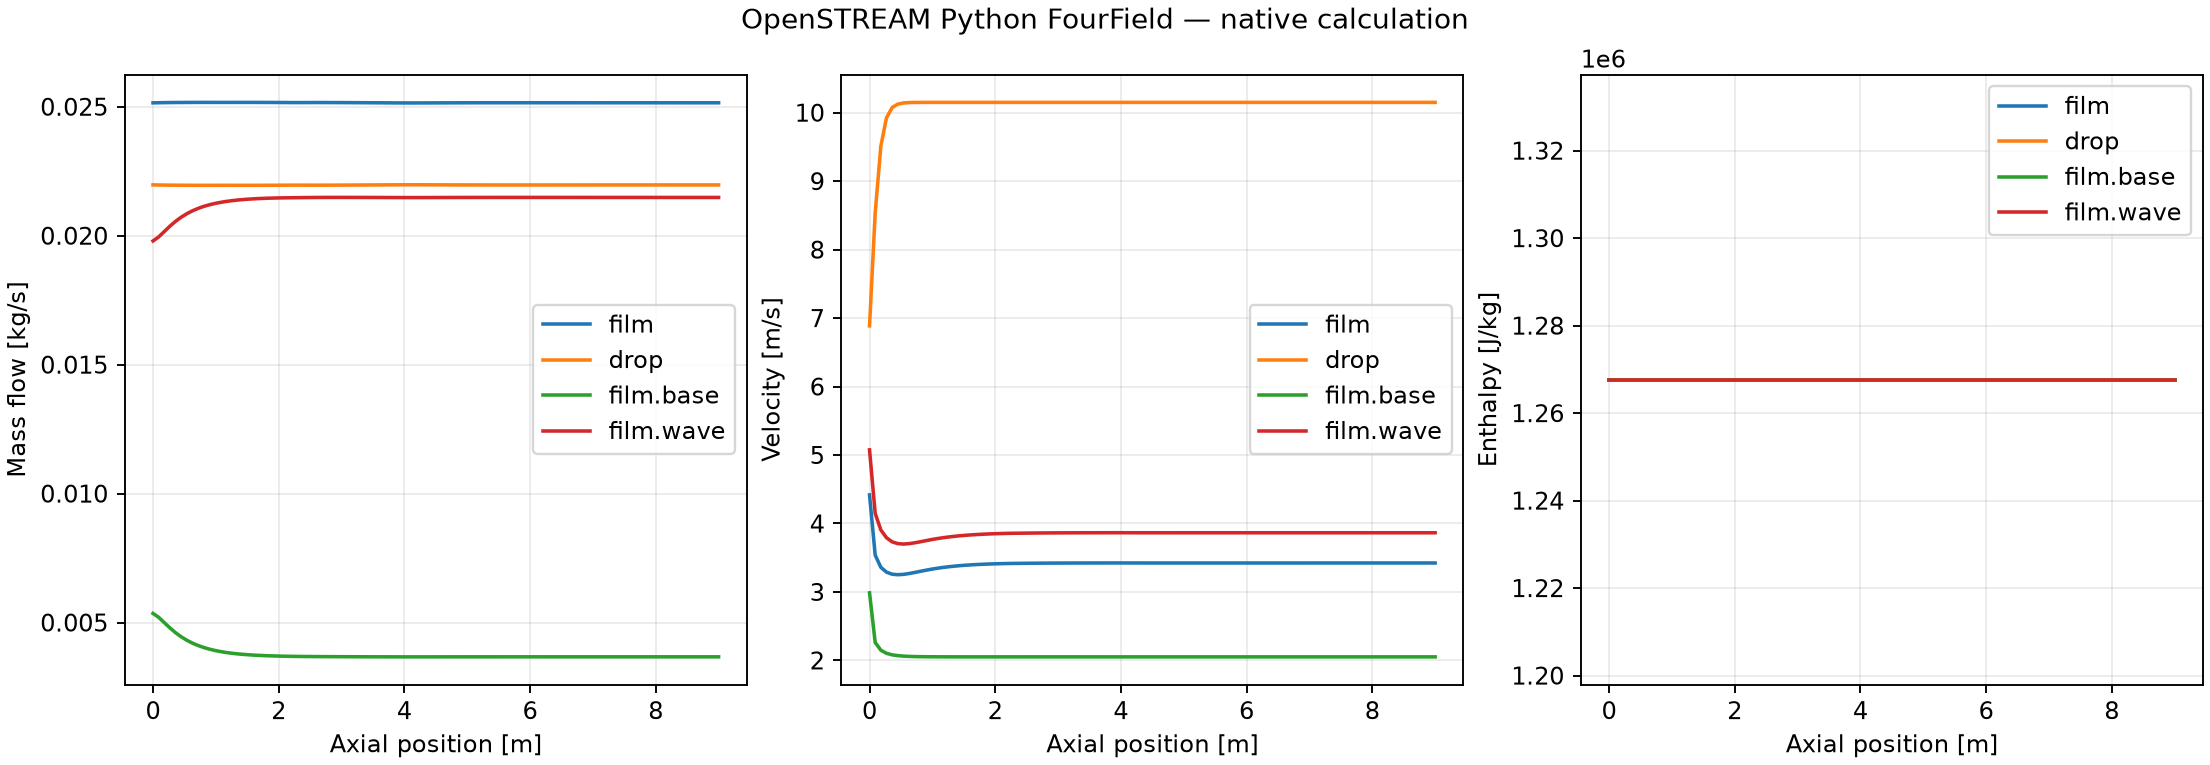 OpenSTREAM Python FourField — native calculation
Mass flow [kg/s]
0.025
0.020
0.015
0.010
0.005
film
drop
film.base
film.wave
0 2 4 6 8
Axial position [m]
Velocity [m/s]
10
9
8
7
6
5
4
3
2
film
drop
film.base
film.wave
0 2 4 6 8
Axial position [m]
Enthalpy [J/kg]
1e6
1.32
1.30
1.28
1.26
1.24
1.22
1.20
film
drop
film.base
film.wave
0 2 4 6 8
Axial position [m]